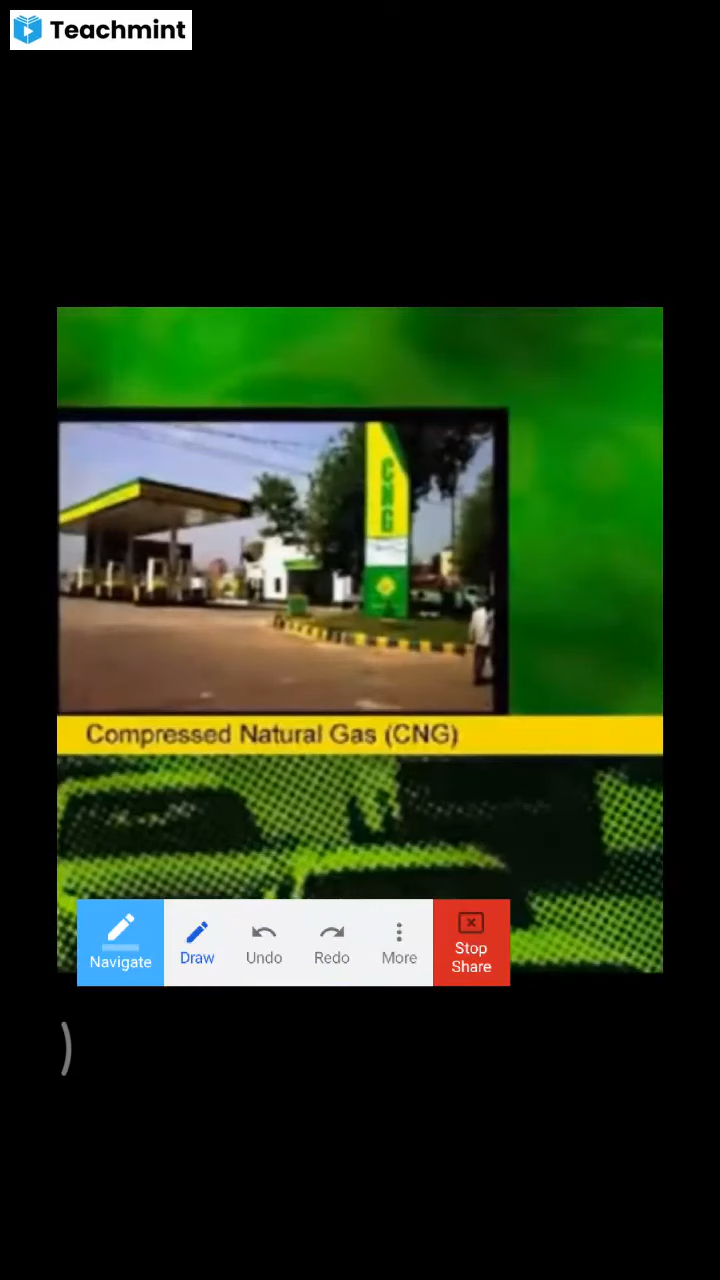 Teachmint
CNG
Compressed Natural Gas (CNG)
Navigate
Draw
Undo
Redo
More
Stop
Share